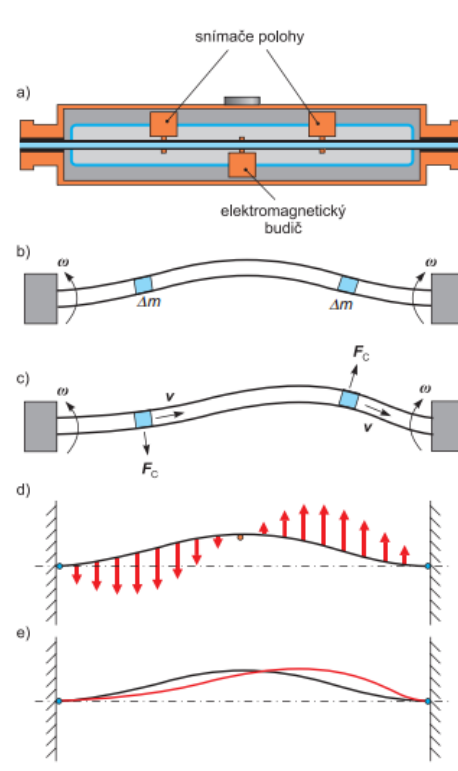 snímače polohy
a)
elektromagnetický
budič
b)
ω
ω
Δm
Δm
c)
F_C
ω
v
ω
v
F_C
d)
e)